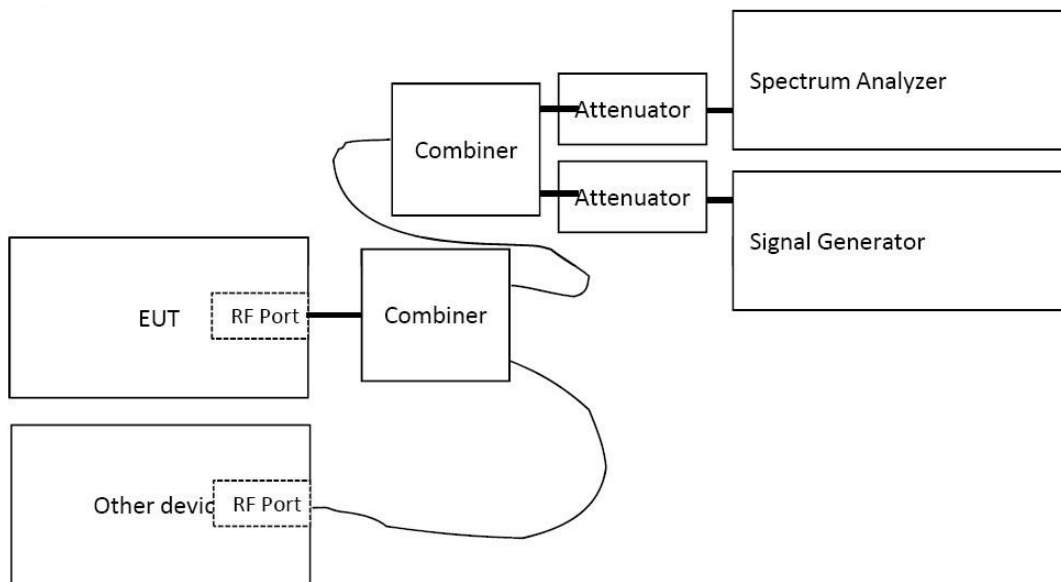 Spectrum Analyzer
Attenuator
Combiner
Attenuator
Signal Generator
EUT
RF Port
Combiner
Other devic
RF Port